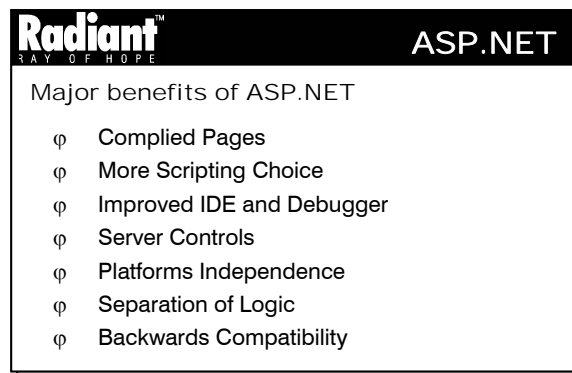 Radiant™
RAY OF HOPE
ASP.NET
Major benefits of ASP.NET
φ Complied Pages
φ More Scripting Choice
φ Improved IDE and Debugger
φ Server Controls
φ Platforms Independence
φ Separation of Logic
φ Backwards Compatibility